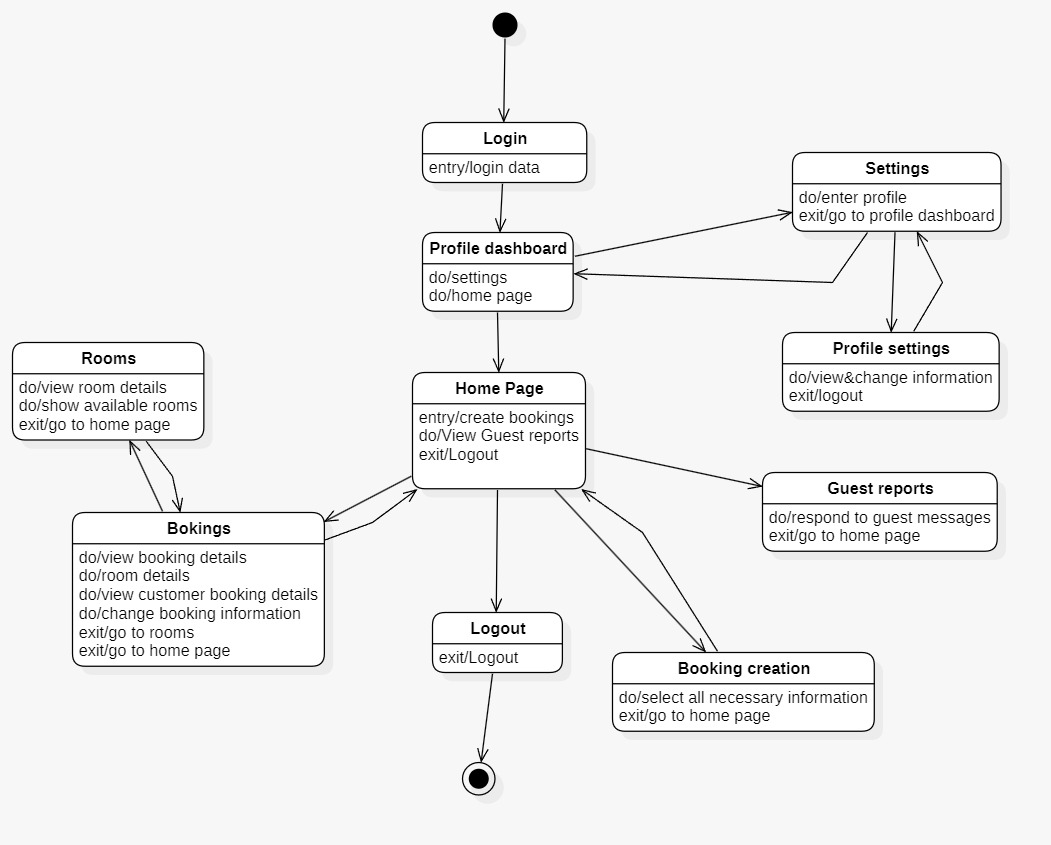 Login
entry/login data
Settings
do/enter profile
exit/go to profile dashboard
Profile dashboard
do/settings
do/home page
Profile settings
do/view&change information
exit/logout
Rooms
do/view room details
do/show available rooms
exit/go to home page
Home Page
entry/create bookings
do/View Guest reports
exit/Logout
Guest reports
do/respond to guest messages
exit/go to home page
Bokings
do/view booking details
do/room details
do/view customer booking details
do/change booking information
exit/go to rooms
exit/go to home page
Logout
exit/Logout
Booking creation
do/select all necessary information
exit/go to home page